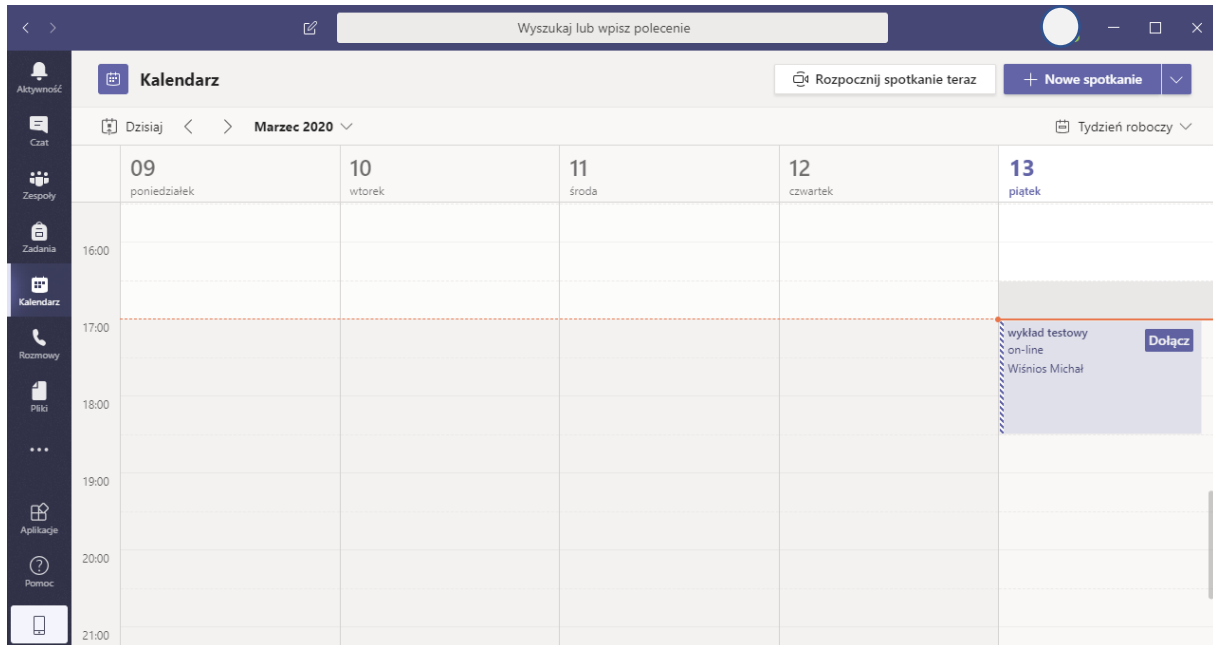 Wyszukaj lub wpisz polecenie
Aktywność
Czat
Zespoły
Zadania
Kalendarz
Rozmowy
Pliki
Aplikacje
Pomoc
Kalendarz
Rozpocznij spotkanie teraz
+ Nowe spotkanie
Dzisiaj
Marzec 2020
Tydzień roboczy
09
poniedziałek
10
wtorek
11
środa
12
czwartek
13
piątek
16:00
17:00
18:00
19:00
20:00
21:00
wykład testowy
on-line
Wiśnios Michał
Dołącz